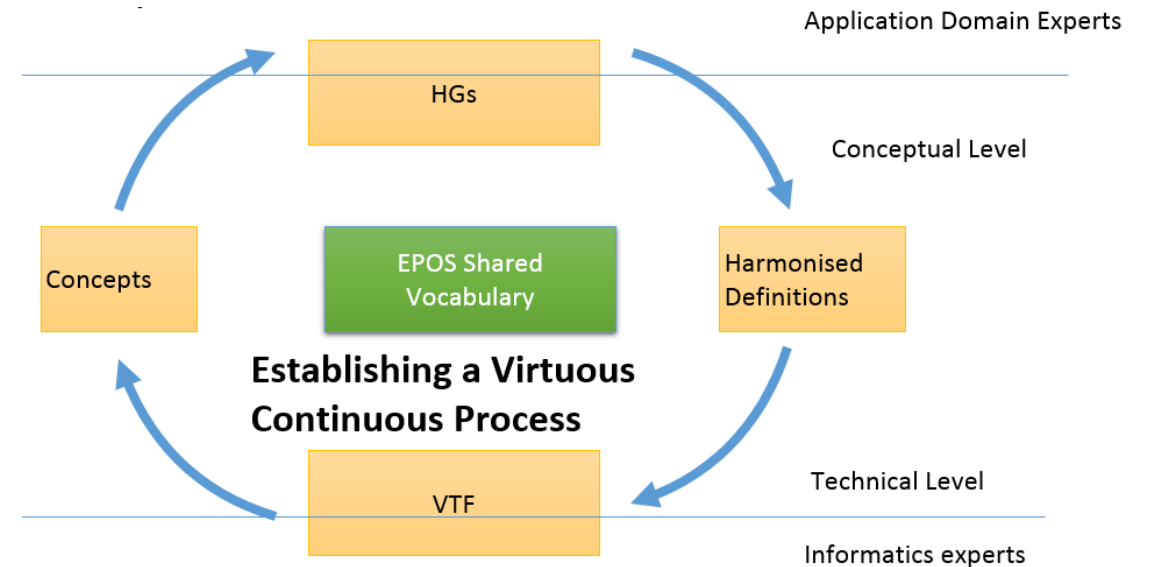 Application Domain Experts
HGs
Conceptual Level
Concepts
EPOS Shared
Vocabulary
Harmonised
Definitions
Establishing a Virtuous
Continuous Process
Technical Level
VTF
Informatics experts